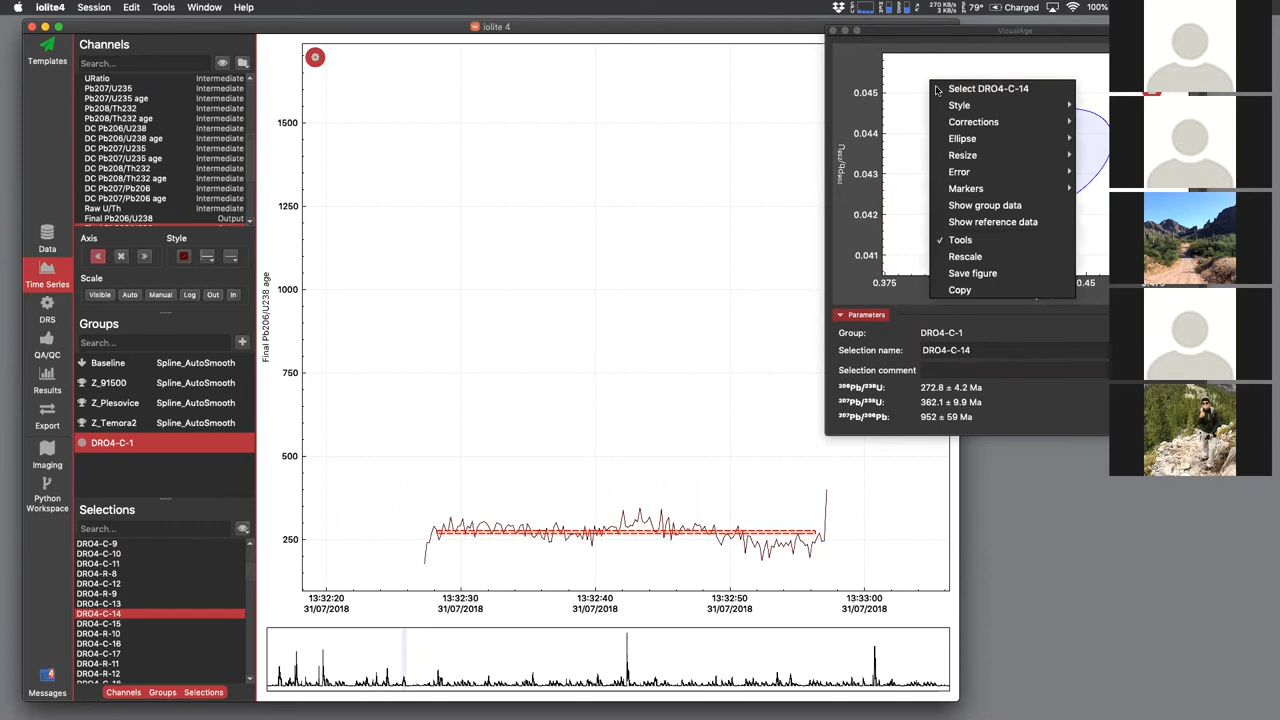 iolite4 Session Edit Tools Window Help
270 KB
3 KB
79° Charged 100%
iolite 4
VizualAge
Templates
Data
Time Series
DRS
QA/QC
Results
Export
Imaging
Python
Workspace
Messages
Channels
Search...
URatio Intermediate
Pb207/U235 Intermediate
Pb207/U235 age Intermediate
Pb208/Th232 Intermediate
Pb208/Th232 age Intermediate
DC Pb206/U238 Intermediate
DC Pb206/U238 age Intermediate
DC Pb207/U235 Intermediate
DC Pb207/U235 age Intermediate
DC Pb208/Th232 Intermediate
DC Pb208/Th232 age Intermediate
DC Pb207/Pb206 Intermediate
DC Pb207/Pb206 age Intermediate
Raw U/Th Intermediate
Final Pb206/U238 Output
Axis Style
Scale
Visible Auto Manual Log Out In
Groups
Search...
Baseline Spline_AutoSmooth
Z_91500 Spline_AutoSmooth
Z_Plesovice Spline_AutoSmooth
Z_Temora2 Spline_AutoSmooth
DRO4-C-1
Selections
Search...
DRO4-C-9
DRO4-C-10
DRO4-C-11
DRO4-R-8
DRO4-C-12
DRO4-R-9
DRO4-C-13
DRO4-C-14
DRO4-C-15
DRO4-R-10
DRO4-C-16
DRO4-C-17
DRO4-R-11
DRO4-R-12
Channels Groups Selections
Final Pb206/U238 age
1500
1250
1000
750
500
250
13:32:20 13:32:30 13:32:40 13:32:50 13:33:00
31/07/2018 31/07/2018 31/07/2018 31/07/2018 31/07/2018
²⁰⁶Pb/²³⁸U
0.045
0.044
0.043
0.042
0.041
0.375 0.45
Select DRO4-C-14
Style
Corrections
Ellipse
Resize
Error
Markers
Show group data
Show reference data
✓ Tools
Rescale
Save figure
Copy
Parameters
Group: DRO4-C-1
Selection name: DRO4-C-14
Selection comment
²⁰⁶Pb/²³⁸U: 272.8 ± 4.2 Ma
²⁰⁷Pb/²³⁵U: 362.1 ± 9.9 Ma
²⁰⁷Pb/²⁰⁶Pb: 952 ± 59 Ma